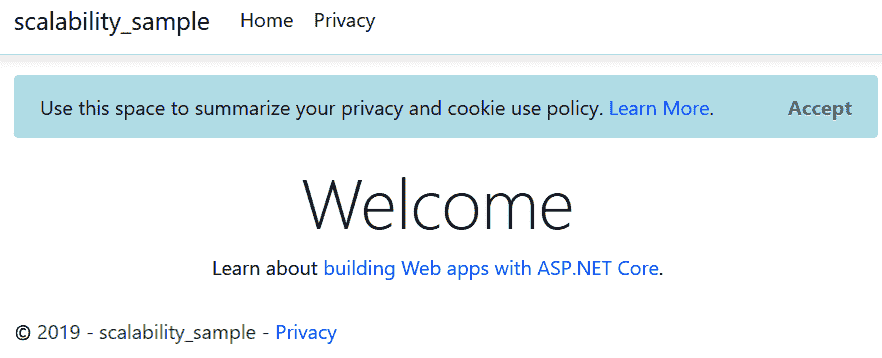 scalability_sample Home Privacy
Use this space to summarize your privacy and cookie use policy. Learn More. Accept
Welcome
Learn about building Web apps with ASP.NET Core.
© 2019 - scalability_sample - Privacy